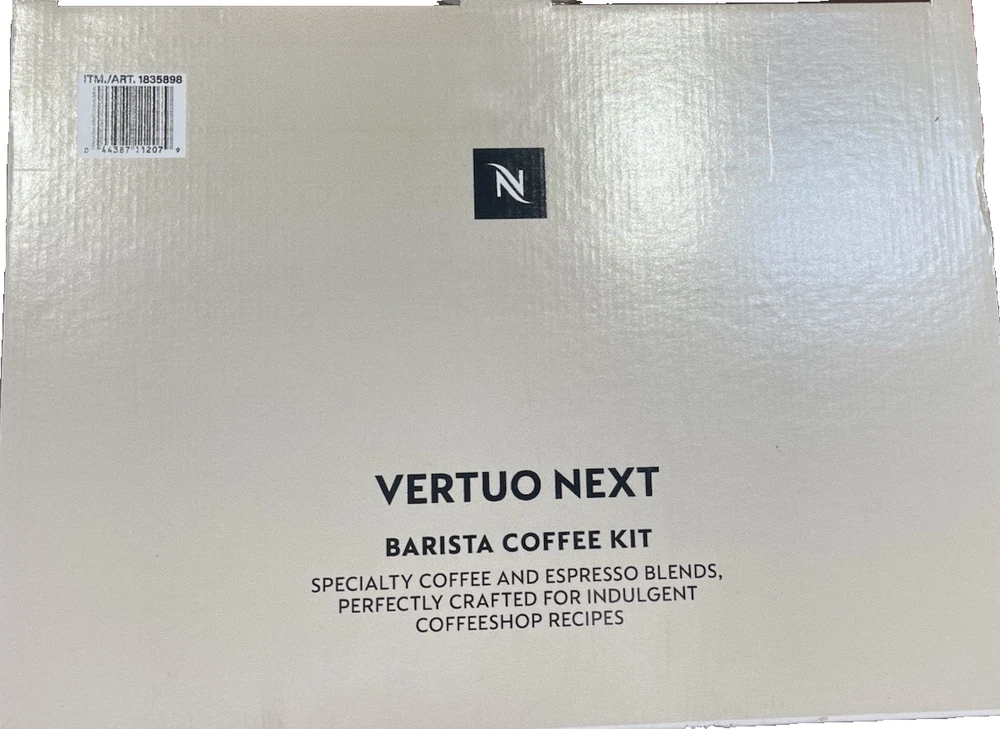 ITM./ART. 1835898
0 44387 11207 9
N
VERTUO NEXT
BARISTA COFFEE KIT
SPECIALTY COFFEE AND ESPRESSO BLENDS,
PERFECTLY CRAFTED FOR INDULGENT
COFFEESHOP RECIPES